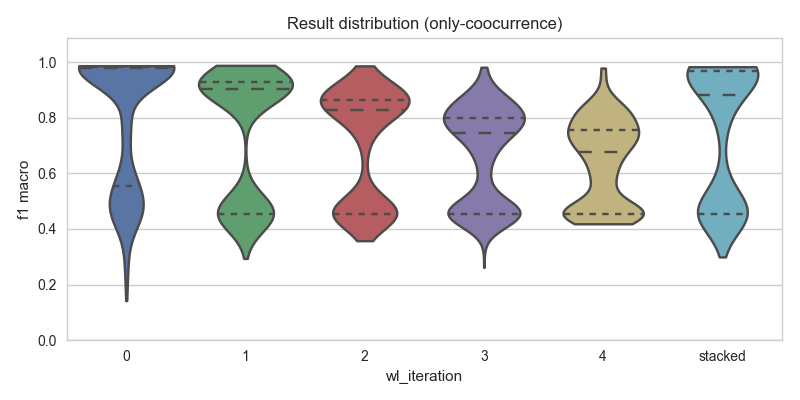 Result distribution (only-coocurrence)
1.0
0.8
0.6
0.4
0.2
0.0
f1 macro
0 1 2 3 4 stacked
wl_iteration